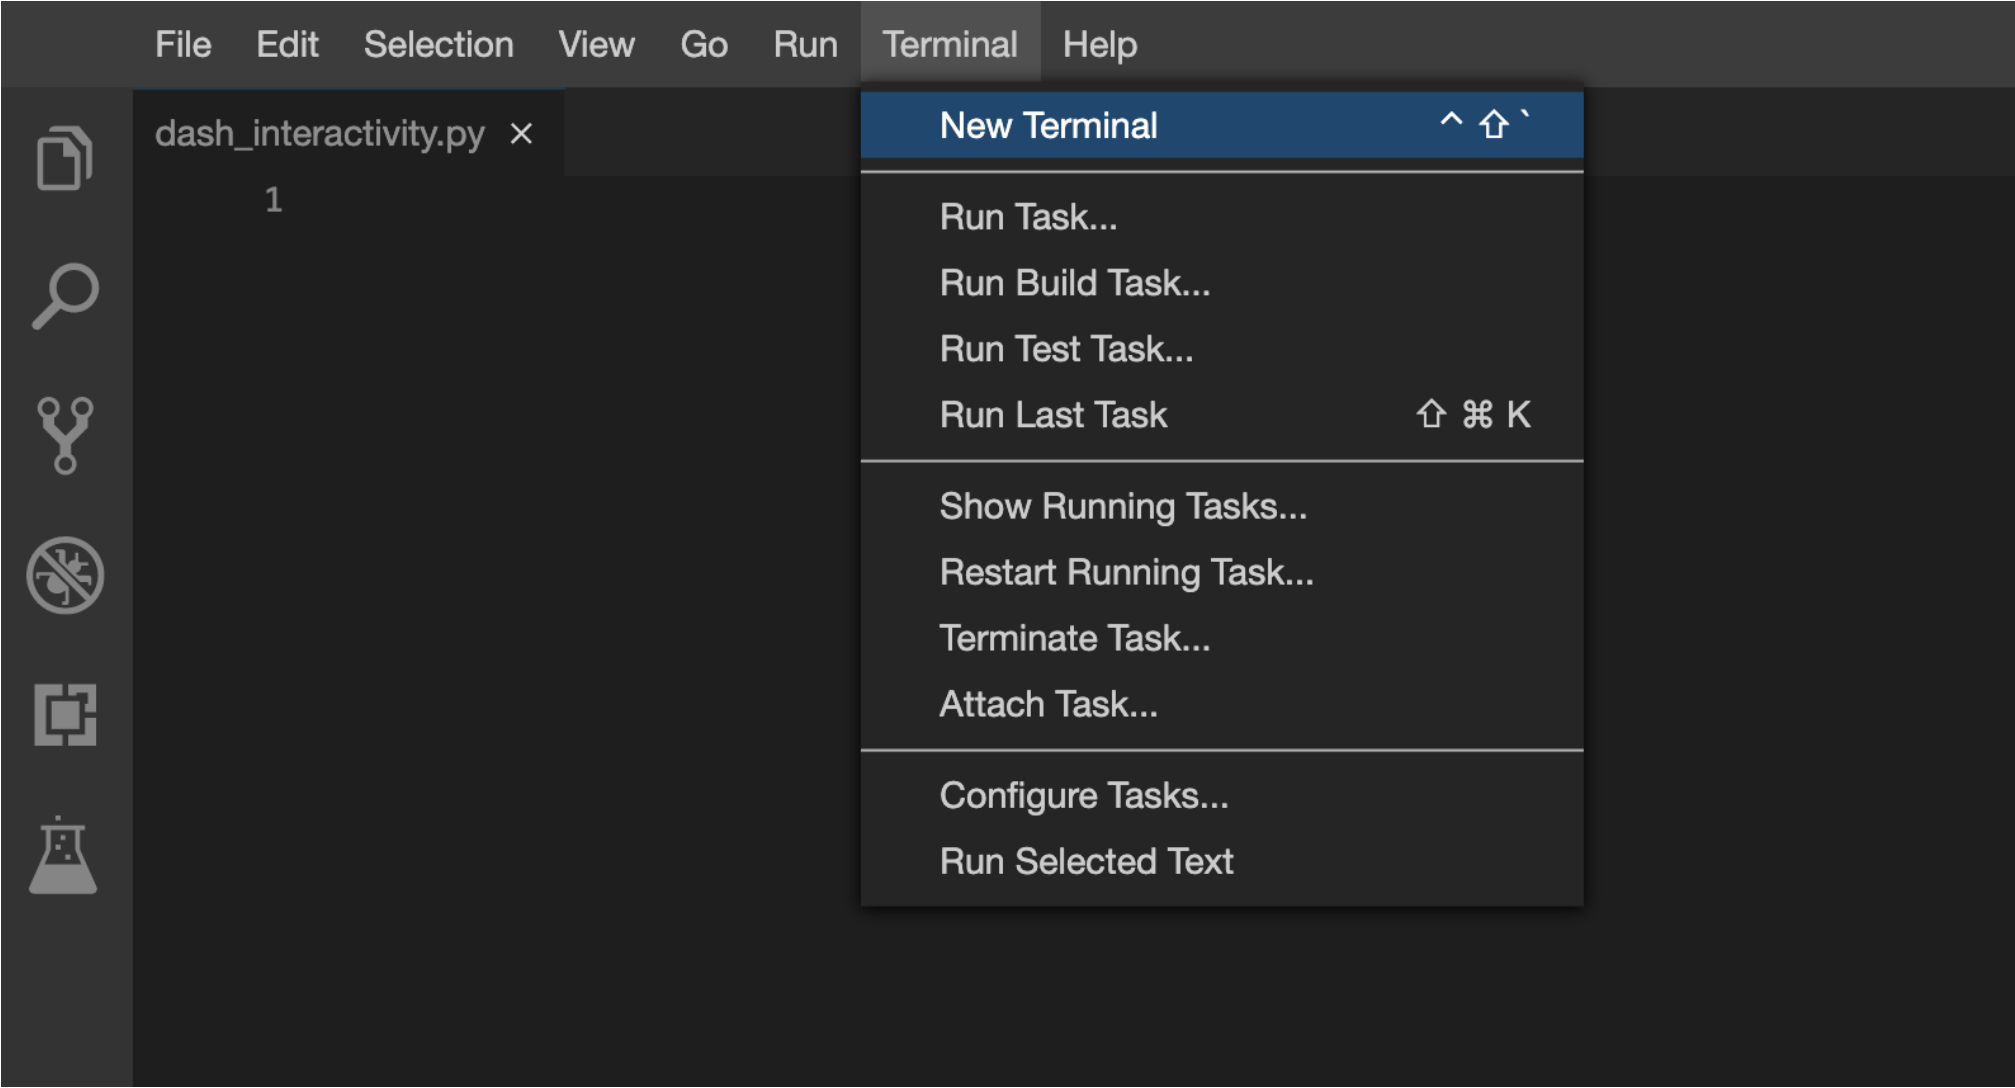 File Edit Selection View Go Run Terminal Help
dash_interactivity.py ×
1
New Terminal ^ ⇧ `
Run Task...
Run Build Task...
Run Test Task...
Run Last Task ⇧ ⌘ K
Show Running Tasks...
Restart Running Task...
Terminate Task...
Attach Task...
Configure Tasks...
Run Selected Text